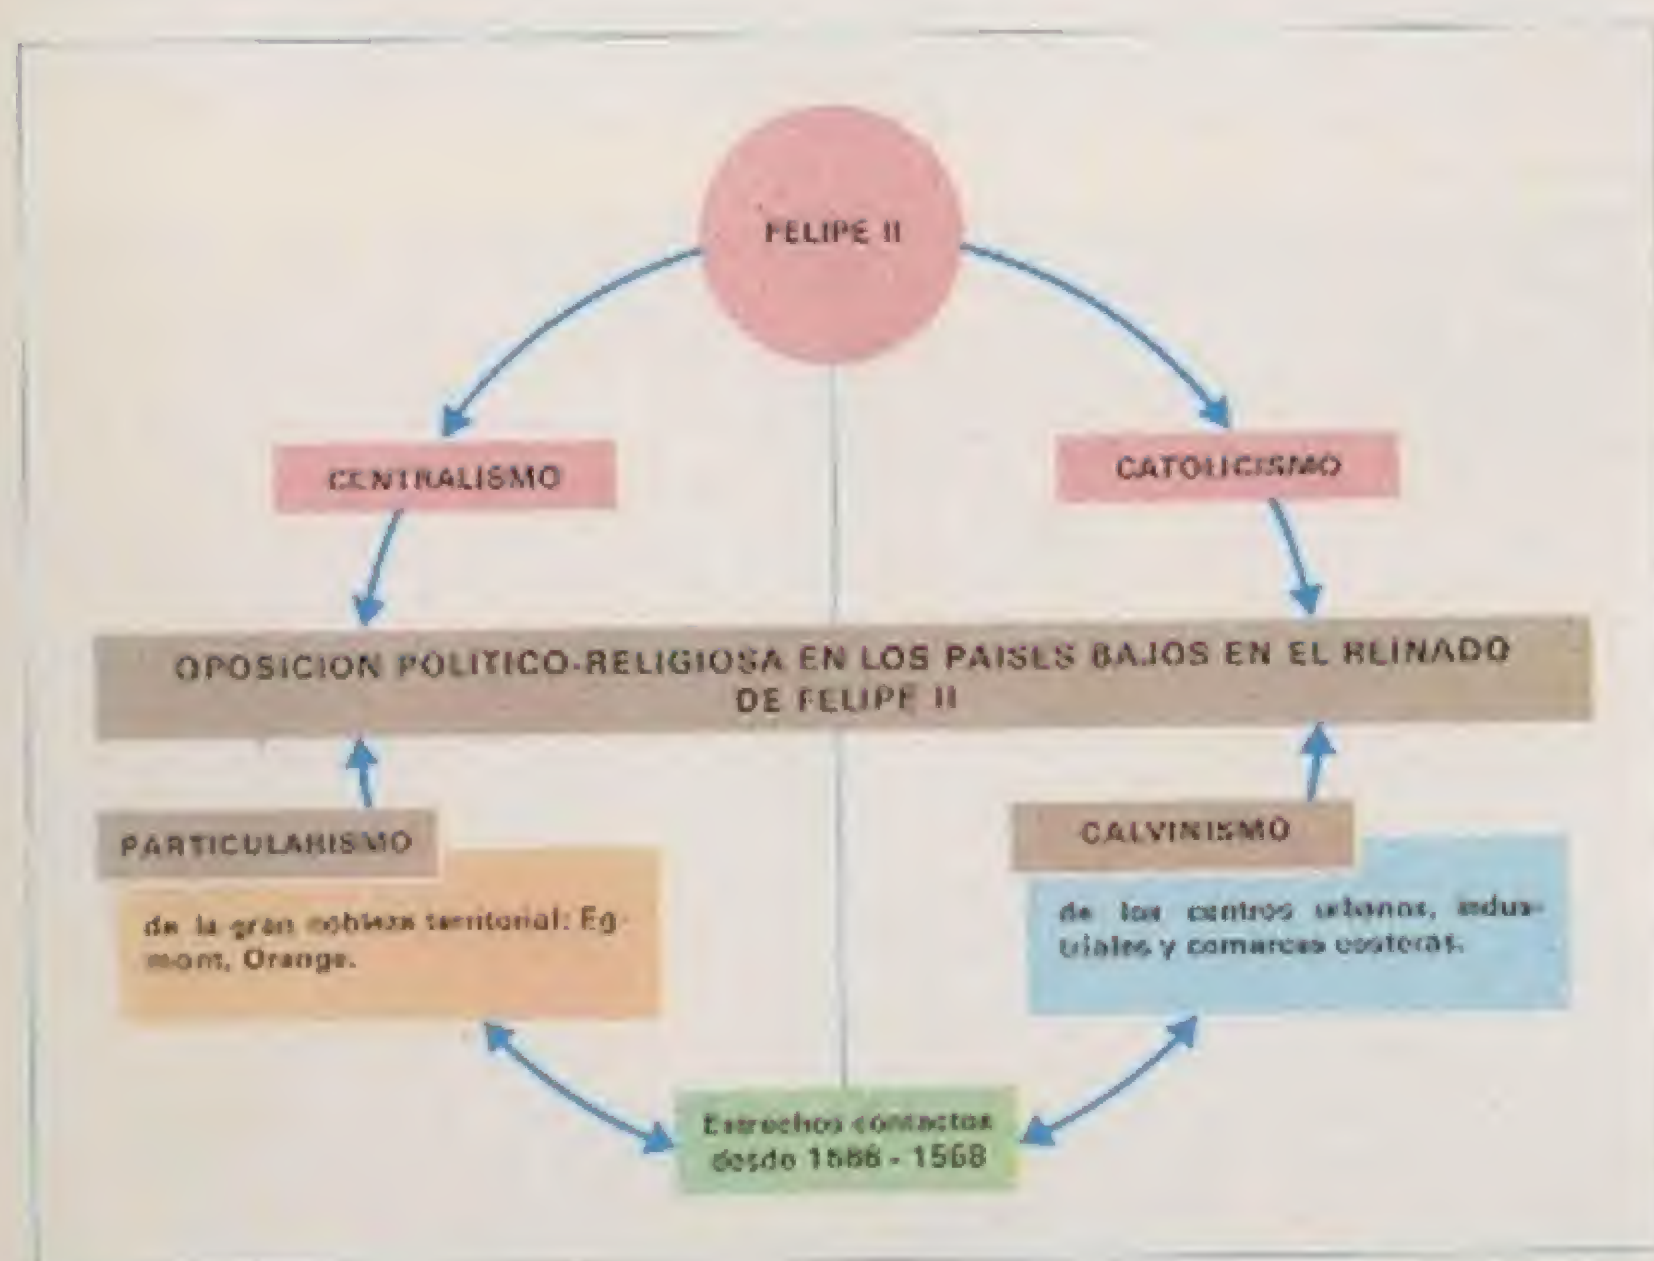 FELIPE II
CENTRALISMO
CATOLICISMO
OPOSICION POLITICO-RELIGIOSA EN LOS PAISES BAJOS EN EL REINADO
DE FELIPE II
PARTICULARISMO
de la gran nobleza territorial: Eg-
mont, Orange.
CALVINISMO
de los centros urbanos, indus-
triales y comarcas costeras.
Estrechos contactos
desde 1566 - 1568